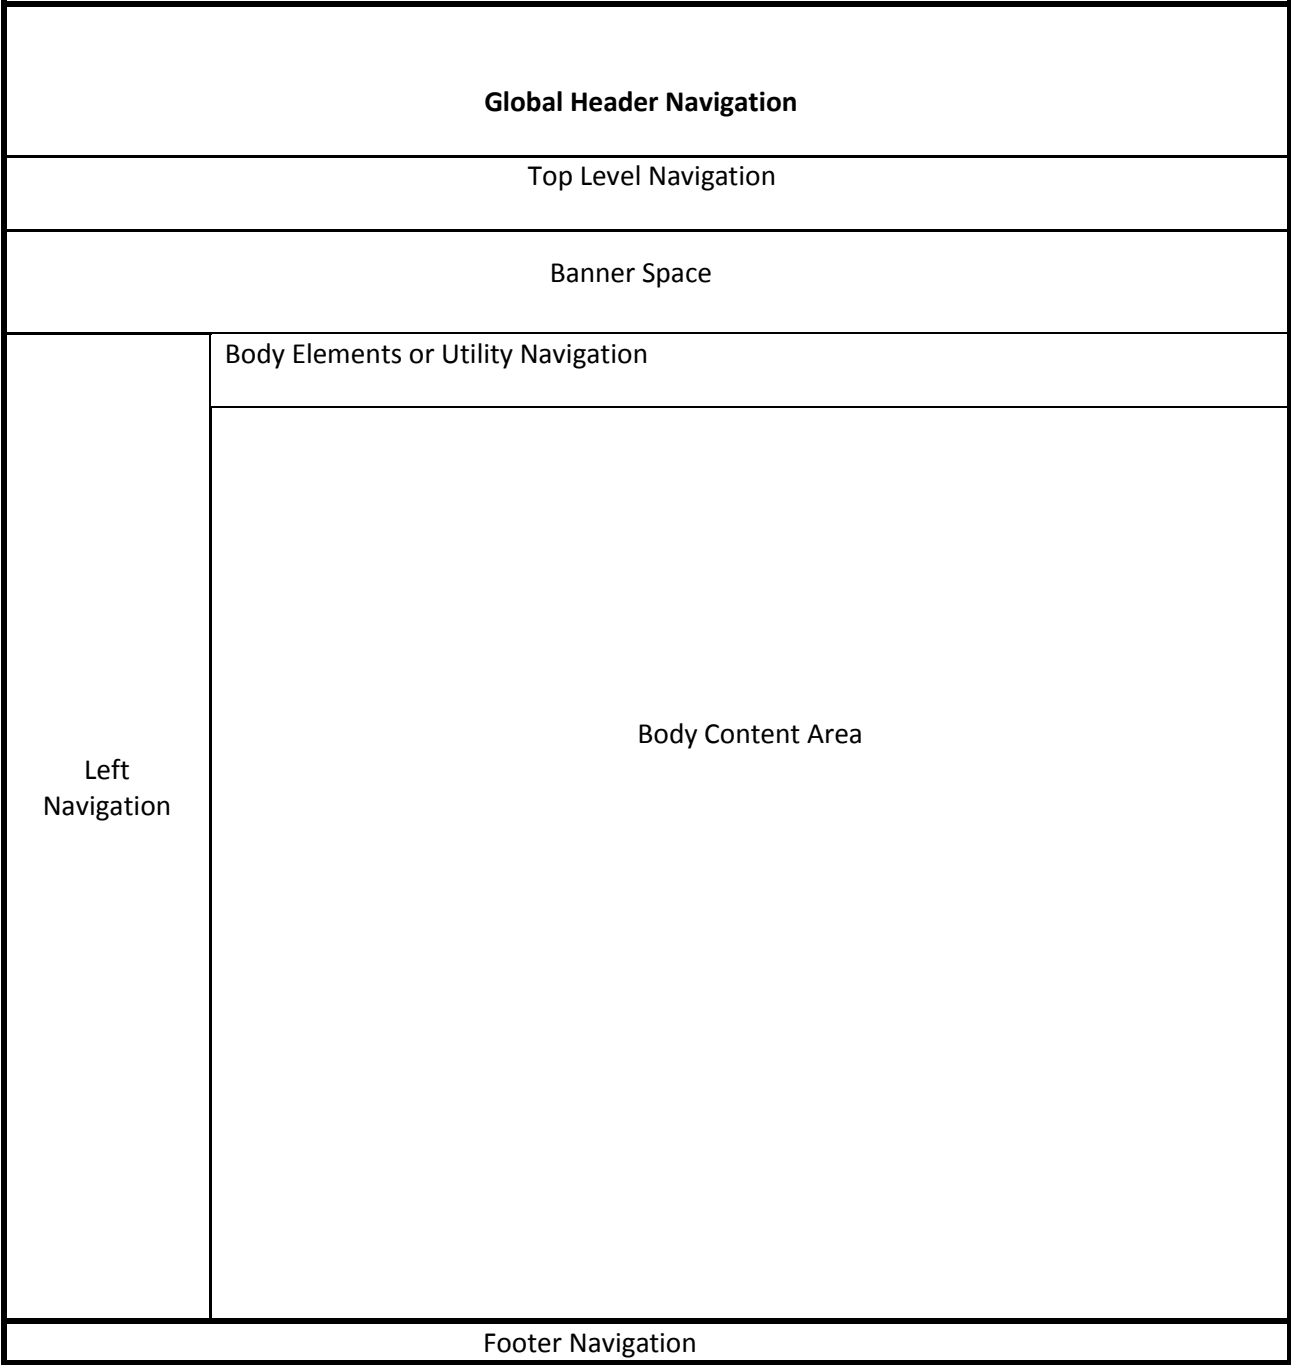 Global Header Navigation
Top Level Navigation
Banner Space
Body Elements or Utility Navigation
Body Content Area
Left
Navigation
Footer Navigation